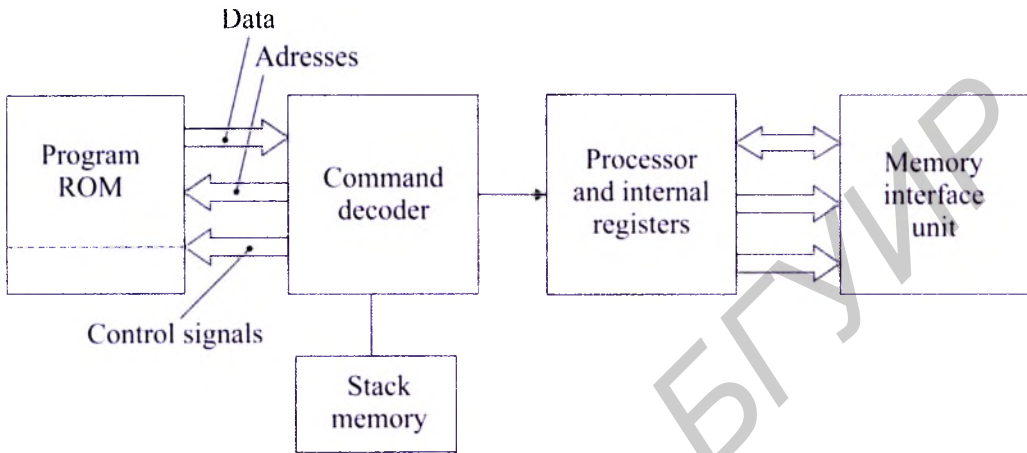 Data
Adresses
Program
ROM
Command
decoder
Processor
and internal
registers
Memory
interface
unit
Control signals
Stack
memory
БГУИР